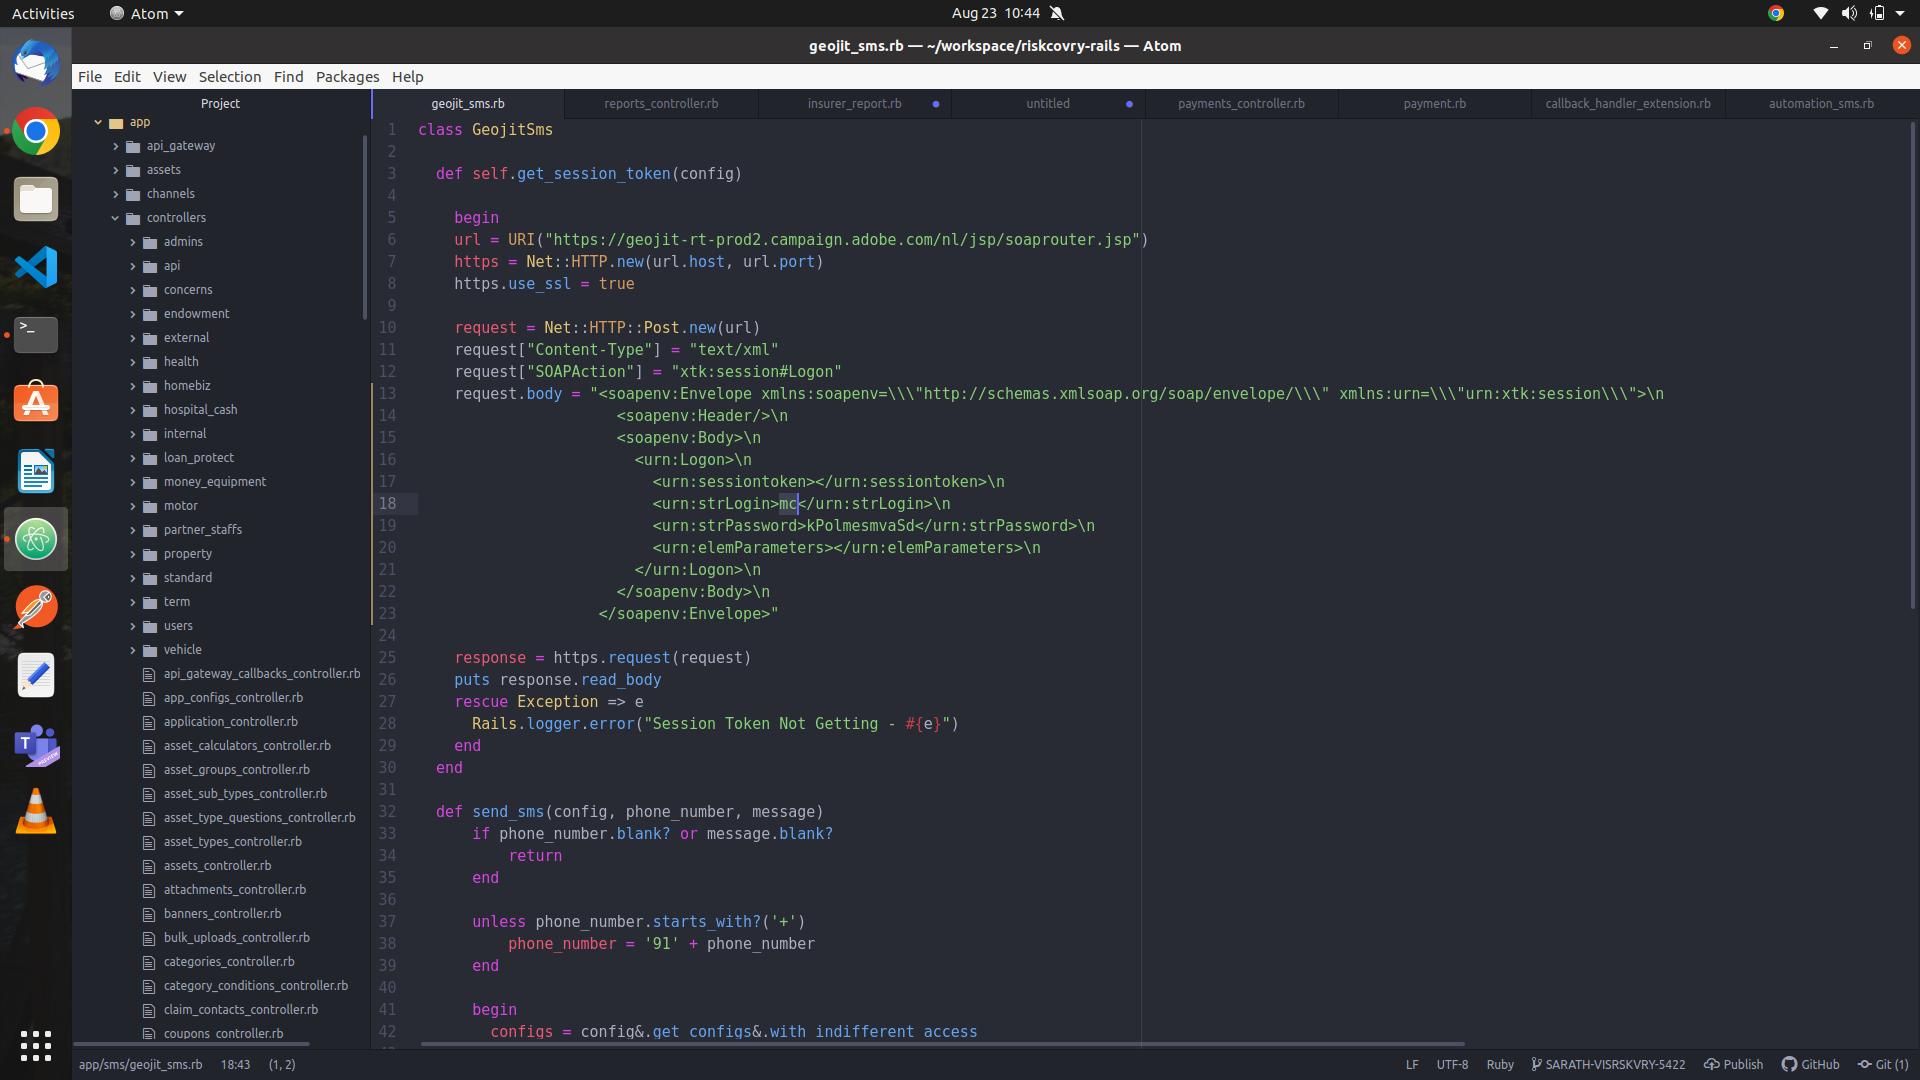 Activities
Atom
Aug 23 10:44
geojit_sms.rb — ~/workspace/riskcovry-rails — Atom
File Edit View Selection Find Packages Help
Project
app
api_gateway
assets
channels
controllers
admins
api
concerns
endowment
external
health
homebiz
hospital_cash
internal
loan_protect
money_equipment
motor
partner_staffs
property
standard
term
users
vehicle
api_gateway_callbacks_controller.rb
app_configs_controller.rb
application_controller.rb
asset_calculators_controller.rb
asset_groups_controller.rb
asset_sub_types_controller.rb
asset_type_questions_controller.rb
asset_types_controller.rb
assets_controller.rb
attachments_controller.rb
banners_controller.rb
bulk_uploads_controller.rb
categories_controller.rb
category_conditions_controller.rb
claim_contacts_controller.rb
coupons_controller.rb
geojit_sms.rb reports_controller.rb insurer_report.rb untitled payments_controller.rb payment.rb callback_handler_extension.rb automation_sms.rb
1 class GeojitSms
2
3 def self.get_session_token(config)
4
5 begin
6 url = URI("https://geojit-rt-prod2.campaign.adobe.com/nl/jsp/soaprouter.jsp")
7 https = Net::HTTP.new(url.host, url.port)
8 https.use_ssl = true
9
10 request = Net::HTTP::Post.new(url)
11 request["Content-Type"] = "text/xml"
12 request["SOAPAction"] = "xtk:session#Logon"
13 request.body = "<soapenv:Envelope xmlns:soapenv=\\\"http://schemas.xmlsoap.org/soap/envelope/\\\" xmlns:urn=\\\"urn:xtk:session\\\">\n
14 <soapenv:Header/>\n
15 <soapenv:Body>\n
16 <urn:Logon>\n
17 <urn:sessiontoken></urn:sessiontoken>\n
18 <urn:strLogin>mc</urn:strLogin>\n
19 <urn:strPassword>kPolmesmvaSd</urn:strPassword>\n
20 <urn:elemParameters></urn:elemParameters>\n
21 </urn:Logon>\n
22 </soapenv:Body>\n
23 </soapenv:Envelope>"
24
25 response = https.request(request)
26 puts response.read_body
27 rescue Exception => e
28 Rails.logger.error("Session Token Not Getting - #{e}")
29 end
30 end
31
32 def send_sms(config, phone_number, message)
33 if phone_number.blank? or message.blank?
34 return
35 end
36
37 unless phone_number.starts_with?('+')
38 phone_number = '91' + phone_number
39 end
40
41 begin
42 configs = config&.get_configs&.with_indifferent_access
app/sms/geojit_sms.rb 18:43 (1, 2)
LF UTF-8 Ruby SARATH-VISRSKVRY-5422 Publish GitHub Git (1)